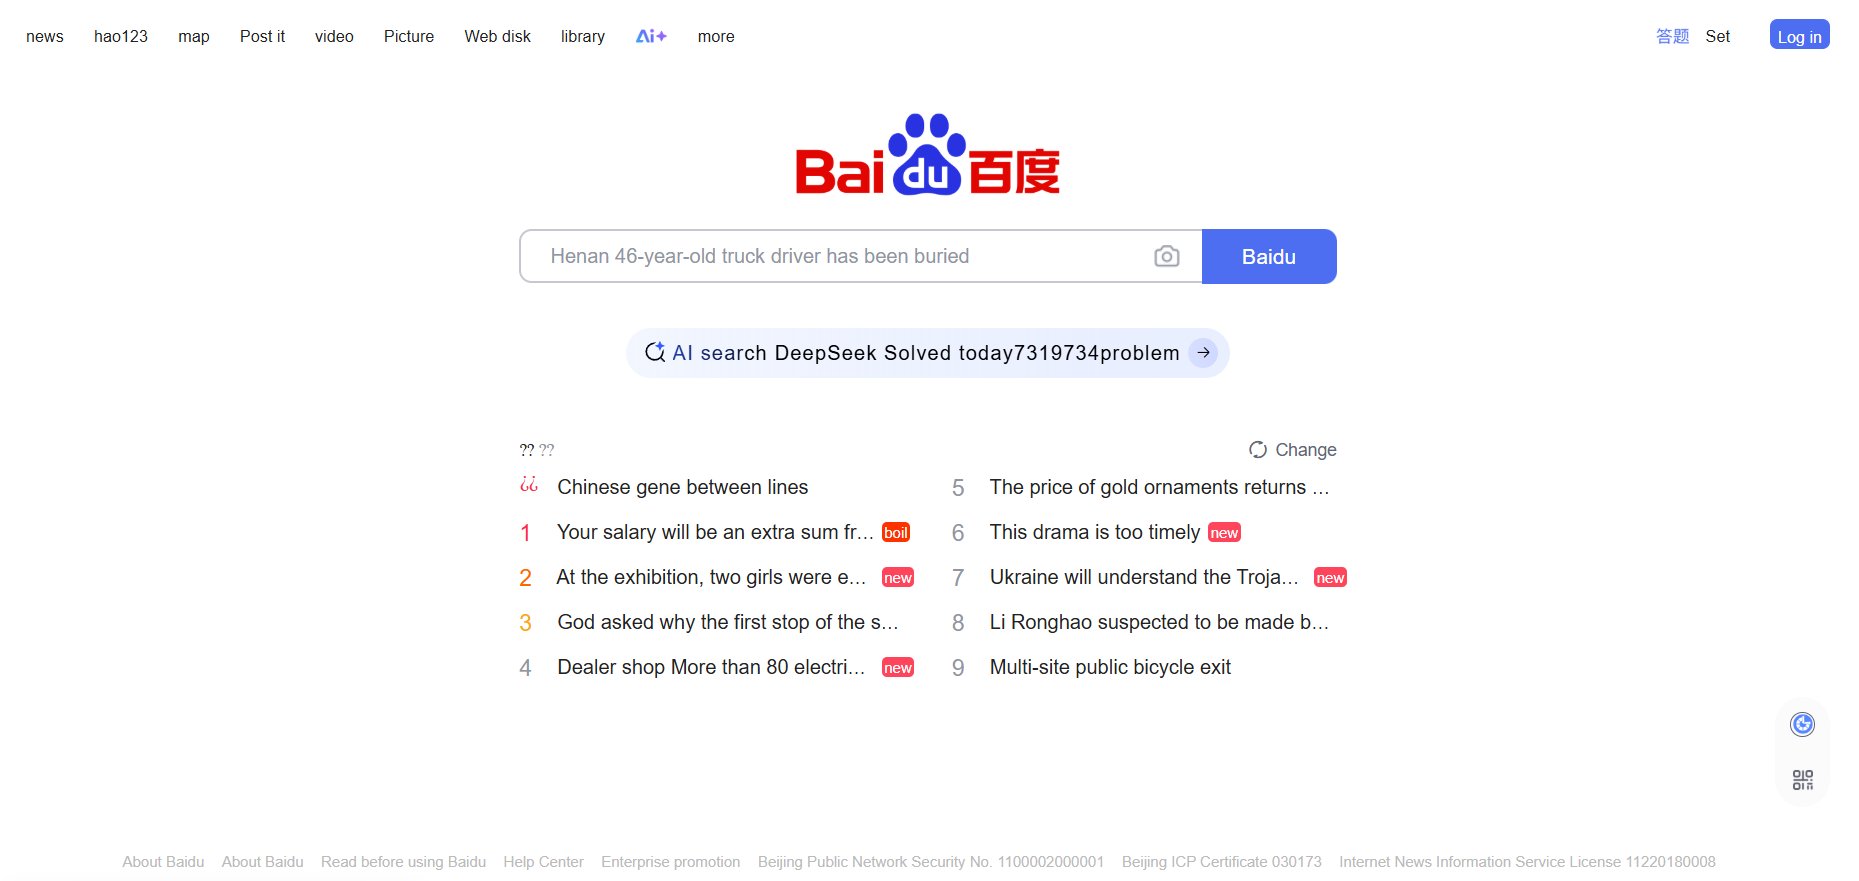 news hao123 map Post it video Picture Web disk library Ai+ more 答题 Set Log in
Bai du 百度
Henan 46-year-old truck driver has been buried Baidu
AI search DeepSeek Solved today7319734problem
?? ?? Change
¿¿ Chinese gene between lines
1 Your salary will be an extra sum fr... boil
2 At the exhibition, two girls were e... new
3 God asked why the first stop of the s...
4 Dealer shop More than 80 electri... new
5 The price of gold ornaments returns ...
6 This drama is too timely new
7 Ukraine will understand the Troja... new
8 Li Ronghao suspected to be made b...
9 Multi-site public bicycle exit
About Baidu About Baidu Read before using Baidu Help Center Enterprise promotion Beijing Public Network Security No. 1100002000001 Beijing ICP Certificate 030173 Internet News Information Service License 11220180008